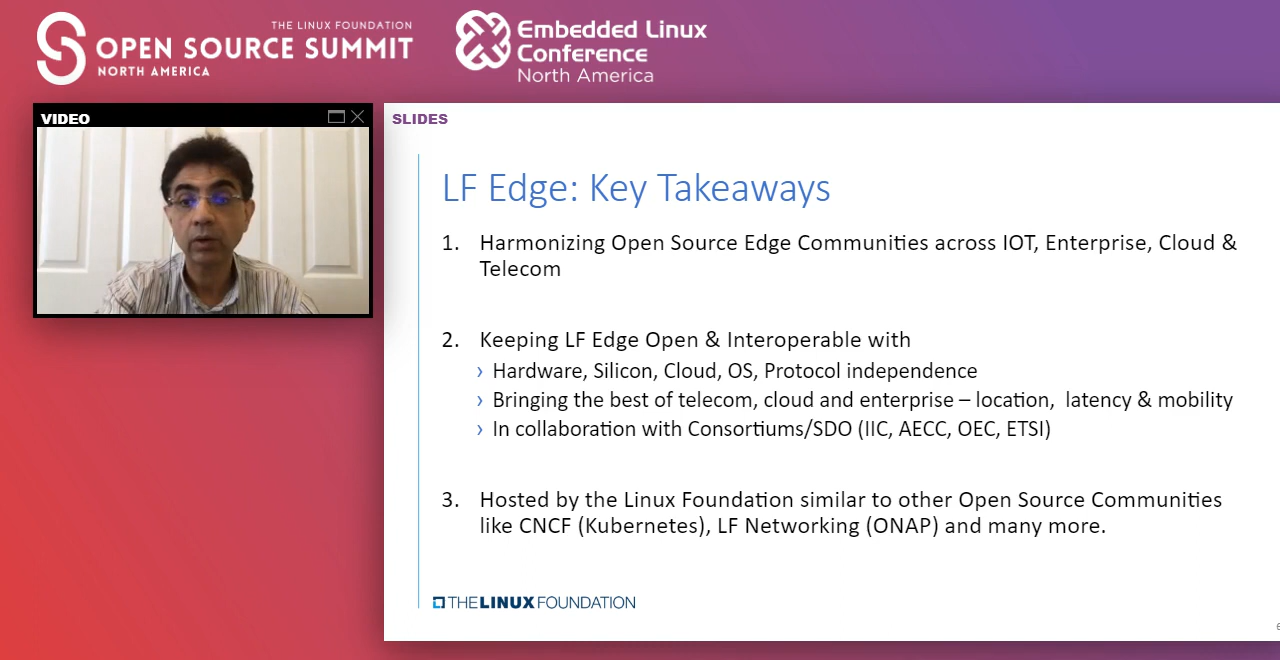 THE LINUX FOUNDATION
OPEN SOURCE SUMMIT
NORTH AMERICA
Embedded Linux
Conference
North America
VIDEO
SLIDES
LF Edge: Key Takeaways
1. Harmonizing Open Source Edge Communities across IOT, Enterprise, Cloud &
Telecom
2. Keeping LF Edge Open & Interoperable with
› Hardware, Silicon, Cloud, OS, Protocol independence
› Bringing the best of telecom, cloud and enterprise – location, latency & mobility
› In collaboration with Consortiums/SDO (IIC, AECC, OEC, ETSI)
3. Hosted by the Linux Foundation similar to other Open Source Communities
like CNCF (Kubernetes), LF Networking (ONAP) and many more.
THE LINUX FOUNDATION